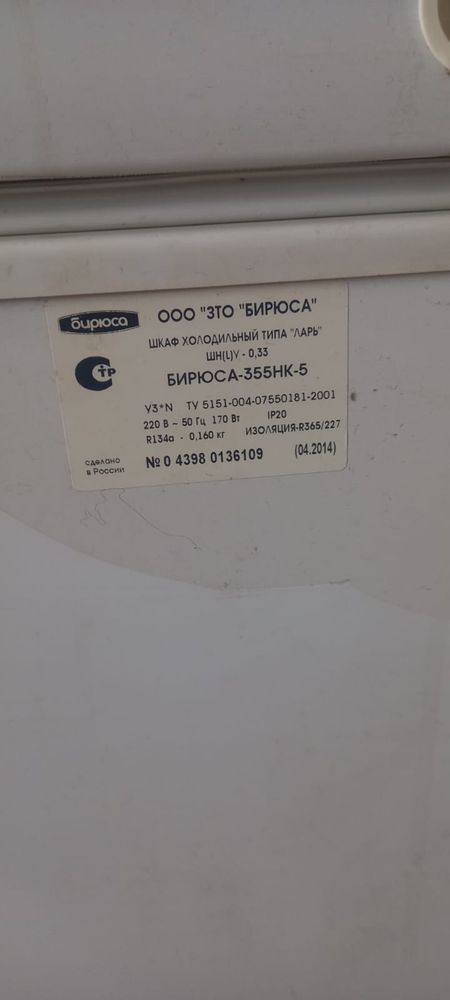 бирюса
ООО "ЗТО "БИРЮСА"
ШКАФ ХОЛОДИЛЬНЫЙ ТИПА "ЛАРЬ"
ШН(L)У - 0,33
СТР
БИРЮСА-355НК-5
У3*N ТУ 5151-004-07550181-2001
220 В ~ 50 Гц 170 Вт IP20
R134a - 0,160 кг ИЗОЛЯЦИЯ-R365/227
сделано
в России
№ 0 4398 0136109 (04.2014)